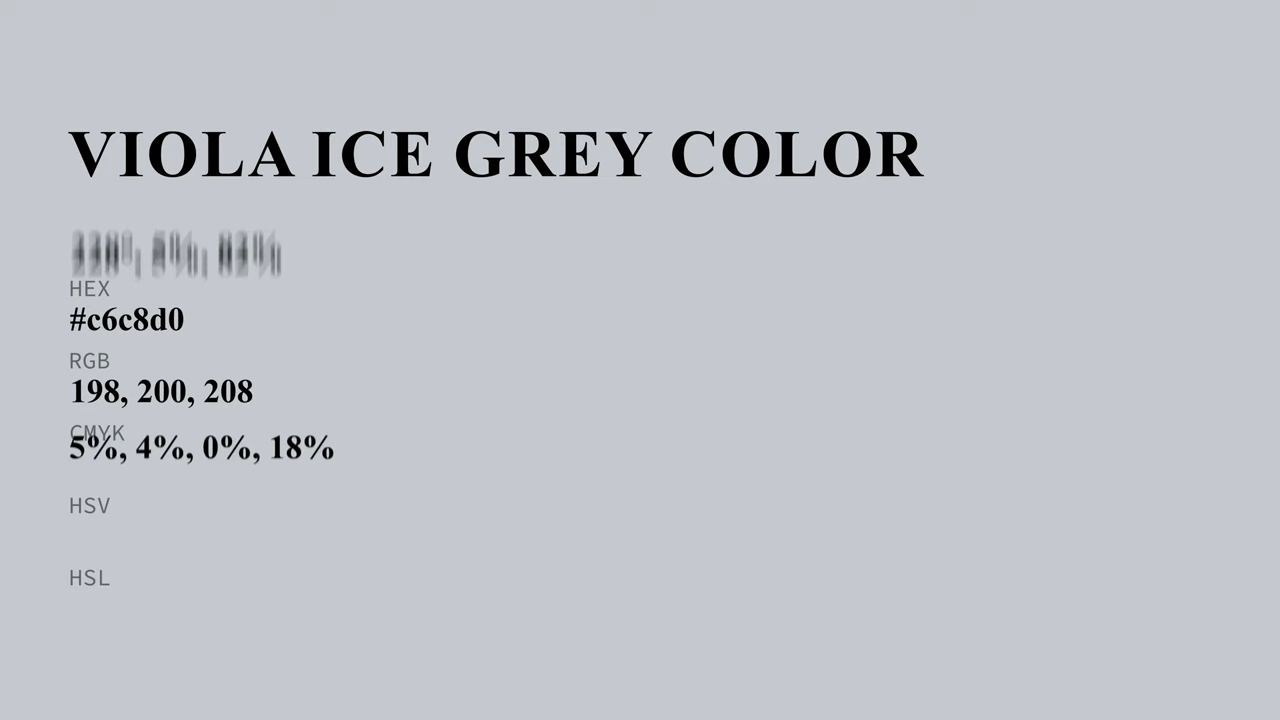 VIOLA ICE GREY COLOR
HEX
#c6c8d0
RGB
198, 200, 208
CMYK
5%, 4%, 0%, 18%
HSV
HSL